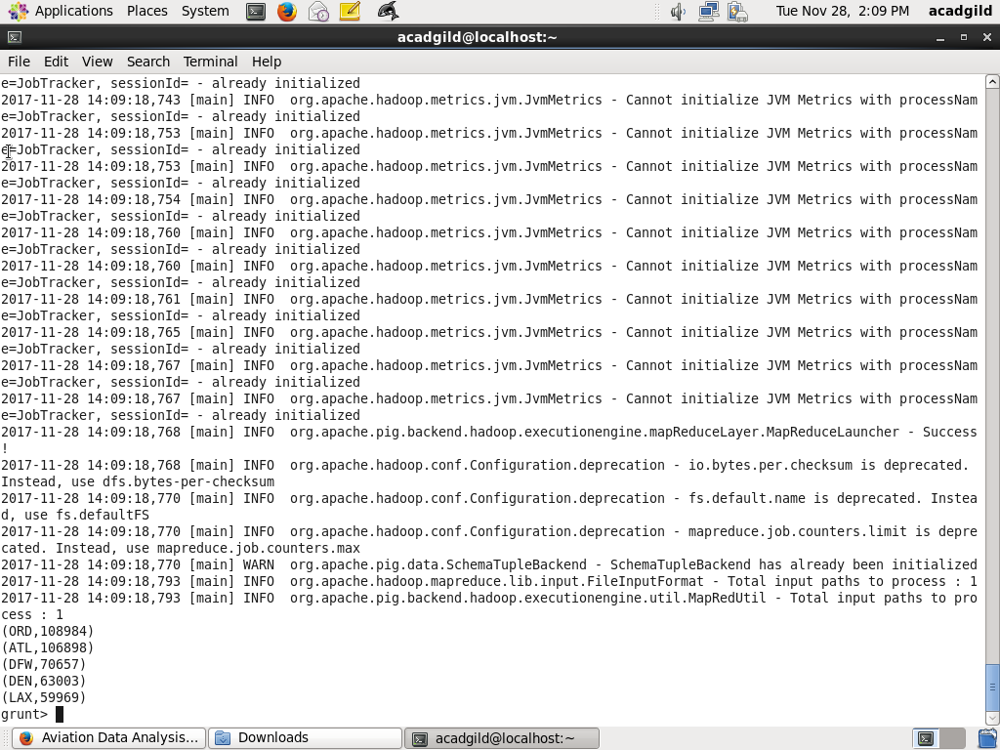 Applications Places System Tue Nov 28, 2:09 PM acadgild
acadgild@localhost:~
File Edit View Search Terminal Help
e=JobTracker, sessionId= - already initialized
2017-11-28 14:09:18,743 [main] INFO  org.apache.hadoop.metrics.jvm.JvmMetrics - Cannot initialize JVM Metrics with processNam
e=JobTracker, sessionId= - already initialized
2017-11-28 14:09:18,753 [main] INFO  org.apache.hadoop.metrics.jvm.JvmMetrics - Cannot initialize JVM Metrics with processNam
e=JobTracker, sessionId= - already initialized
2017-11-28 14:09:18,753 [main] INFO  org.apache.hadoop.metrics.jvm.JvmMetrics - Cannot initialize JVM Metrics with processNam
e=JobTracker, sessionId= - already initialized
2017-11-28 14:09:18,754 [main] INFO  org.apache.hadoop.metrics.jvm.JvmMetrics - Cannot initialize JVM Metrics with processNam
e=JobTracker, sessionId= - already initialized
2017-11-28 14:09:18,760 [main] INFO  org.apache.hadoop.metrics.jvm.JvmMetrics - Cannot initialize JVM Metrics with processNam
e=JobTracker, sessionId= - already initialized
2017-11-28 14:09:18,760 [main] INFO  org.apache.hadoop.metrics.jvm.JvmMetrics - Cannot initialize JVM Metrics with processNam
e=JobTracker, sessionId= - already initialized
2017-11-28 14:09:18,761 [main] INFO  org.apache.hadoop.metrics.jvm.JvmMetrics - Cannot initialize JVM Metrics with processNam
e=JobTracker, sessionId= - already initialized
2017-11-28 14:09:18,765 [main] INFO  org.apache.hadoop.metrics.jvm.JvmMetrics - Cannot initialize JVM Metrics with processNam
e=JobTracker, sessionId= - already initialized
2017-11-28 14:09:18,767 [main] INFO  org.apache.hadoop.metrics.jvm.JvmMetrics - Cannot initialize JVM Metrics with processNam
e=JobTracker, sessionId= - already initialized
2017-11-28 14:09:18,767 [main] INFO  org.apache.hadoop.metrics.jvm.JvmMetrics - Cannot initialize JVM Metrics with processNam
e=JobTracker, sessionId= - already initialized
2017-11-28 14:09:18,768 [main] INFO  org.apache.pig.backend.hadoop.executionengine.mapReduceLayer.MapReduceLauncher - Success
!
2017-11-28 14:09:18,768 [main] INFO  org.apache.hadoop.conf.Configuration.deprecation - io.bytes.per.checksum is deprecated.
Instead, use dfs.bytes-per-checksum
2017-11-28 14:09:18,770 [main] INFO  org.apache.hadoop.conf.Configuration.deprecation - fs.default.name is deprecated. Instea
d, use fs.defaultFS
2017-11-28 14:09:18,770 [main] INFO  org.apache.hadoop.conf.Configuration.deprecation - mapreduce.job.counters.limit is depre
cated. Instead, use mapreduce.job.counters.max
2017-11-28 14:09:18,770 [main] WARN  org.apache.pig.data.SchemaTupleBackend - SchemaTupleBackend has already been initialized
2017-11-28 14:09:18,793 [main] INFO  org.apache.hadoop.mapreduce.lib.input.FileInputFormat - Total input paths to process : 1
2017-11-28 14:09:18,793 [main] INFO  org.apache.pig.backend.hadoop.executionengine.util.MapRedUtil - Total input paths to pro
cess : 1
(ORD,108984)
(ATL,106898)
(DFW,70657)
(DEN,63003)
(LAX,59969)
grunt>
Aviation Data Analysis... Downloads acadgild@localhost:~